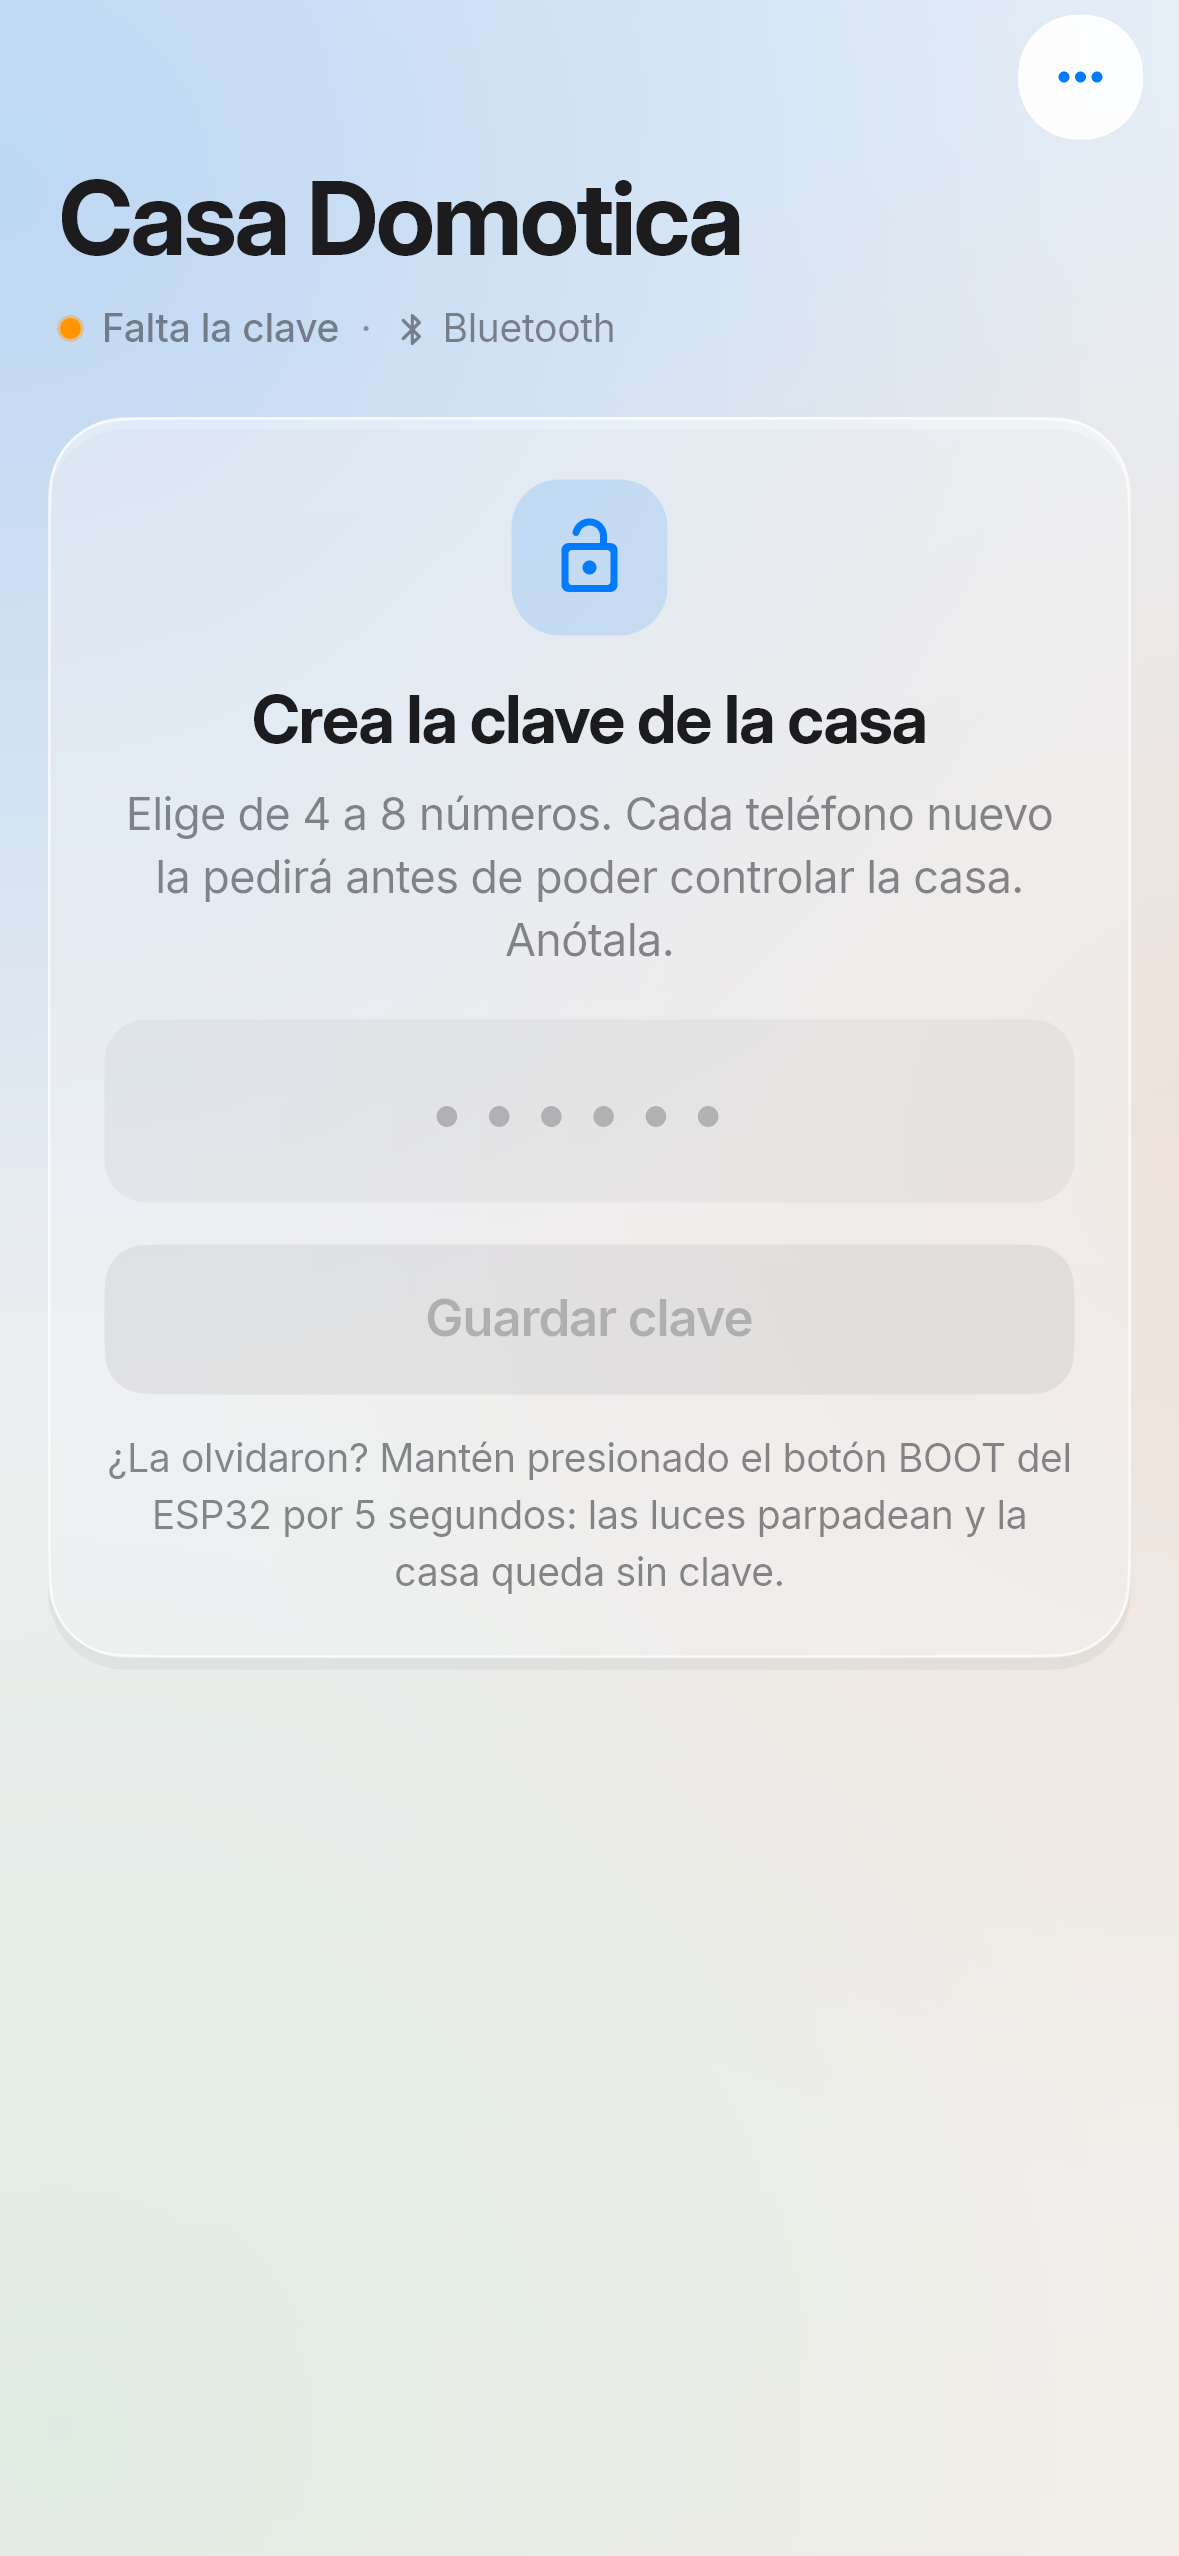 Casa Domotica
Falta la clave · Bluetooth
Crea la clave de la casa
Elige de 4 a 8 números. Cada teléfono nuevo
la pedirá antes de poder controlar la casa.
Anótala.
Guardar clave
¿La olvidaron? Mantén presionado el botón BOOT del
ESP32 por 5 segundos: las luces parpadean y la
casa queda sin clave.